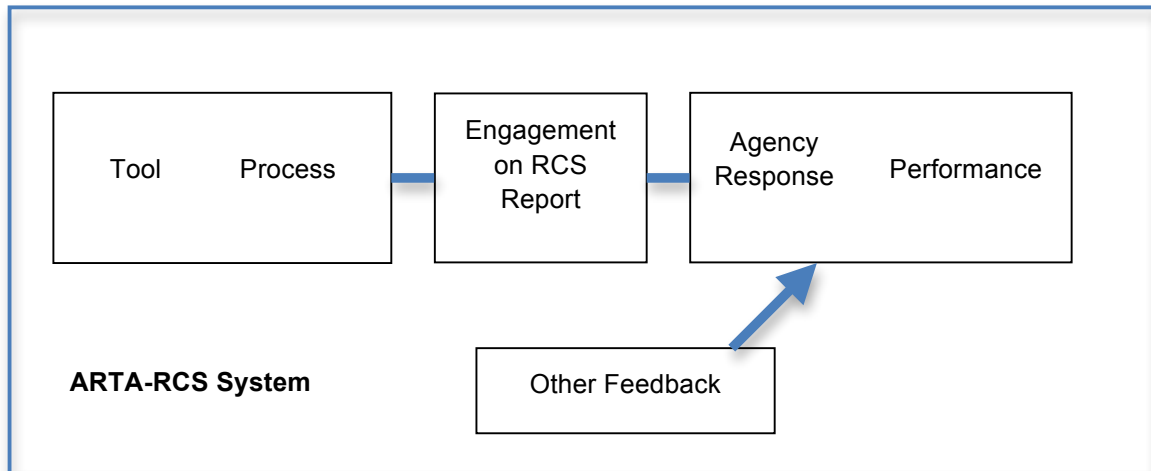 Tool Process
Engagement
on RCS
Report
Agency
Response
Performance
Other Feedback
ARTA-RCS System